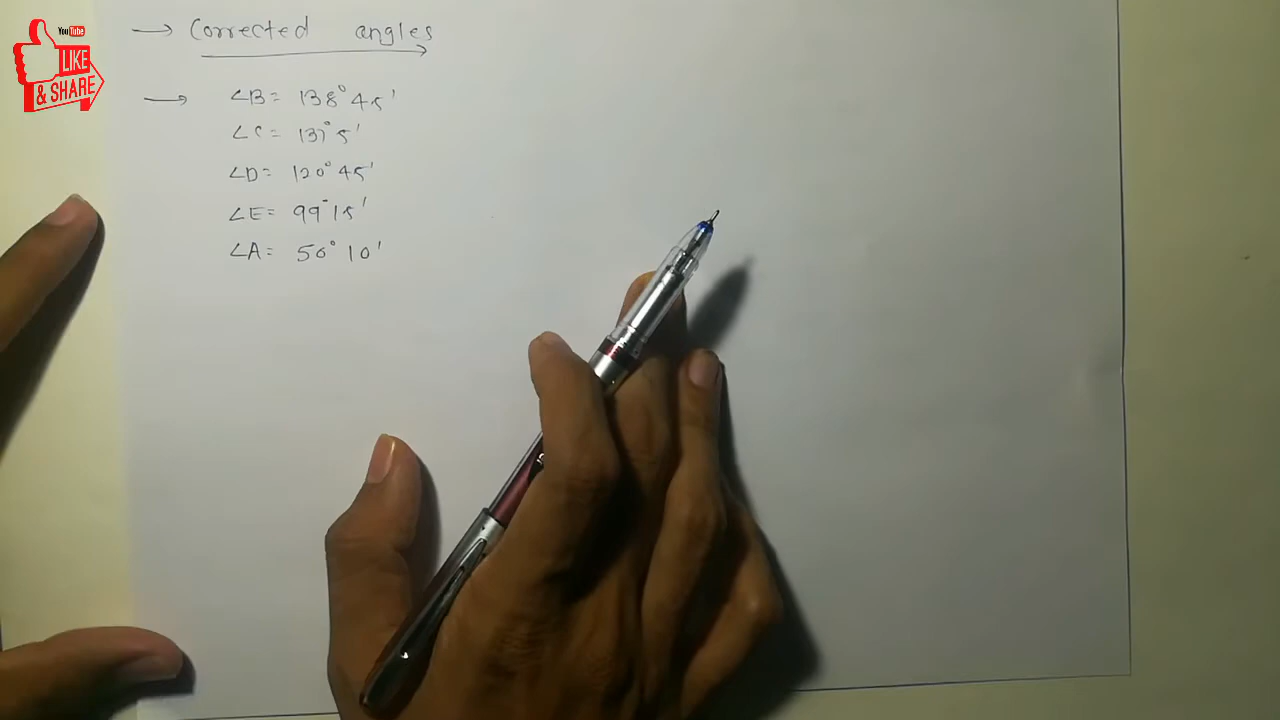 → Corrected angles
→ ∠B = 138° 45'
∠C = 131° 5'
∠D = 120° 45'
∠E = 99° 15'
∠A = 50° 10'
YouTube
LIKE
& SHARE